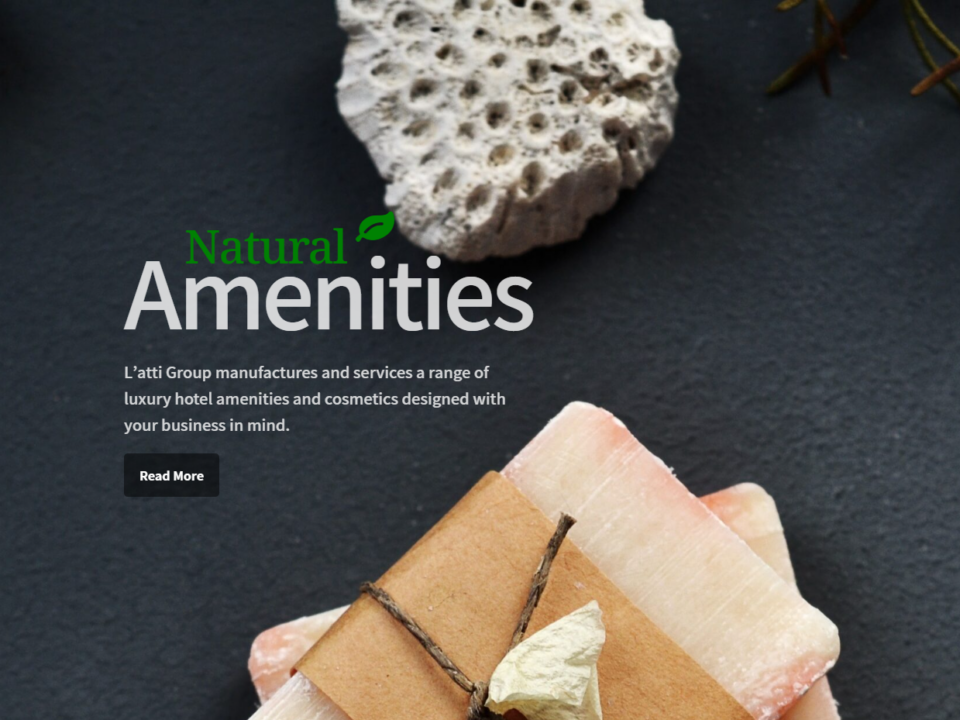 Natural
Amenities
L’atti Group manufactures and services a range of
luxury hotel amenities and cosmetics designed with
your business in mind.
Read More